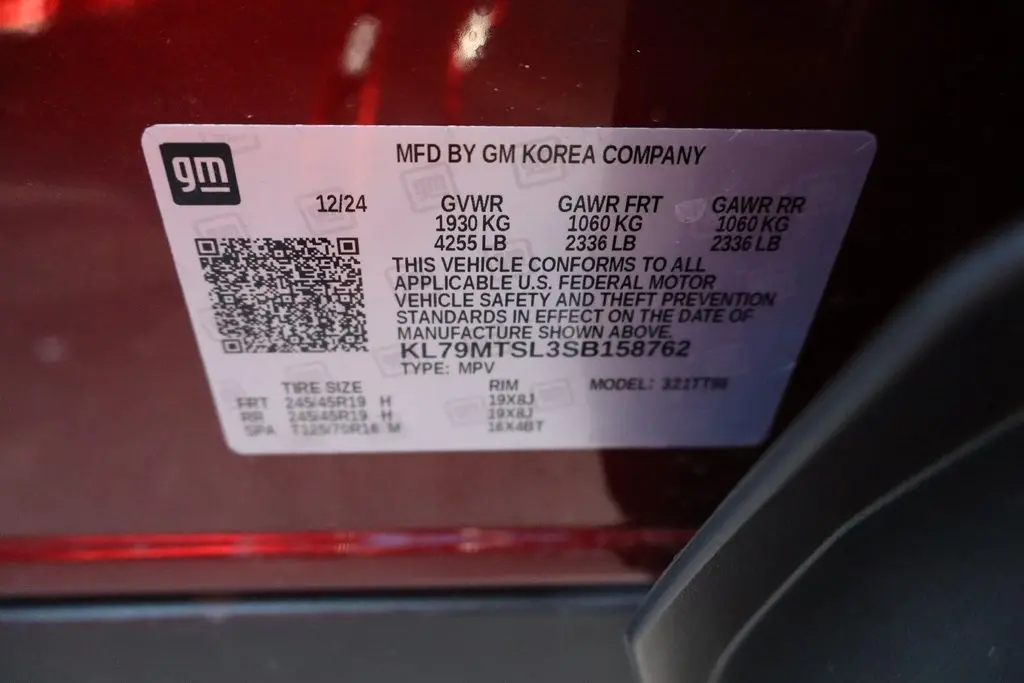 gm
MFD BY GM KOREA COMPANY
12/24 GVWR GAWR FRT GAWR RR
1930 KG 1060 KG 1060 KG
4255 LB 2336 LB 2336 LB
THIS VEHICLE CONFORMS TO ALL
APPLICABLE U.S. FEDERAL MOTOR
VEHICLE SAFETY AND THEFT PREVENTION
STANDARDS IN EFFECT ON THE DATE OF
MANUFACTURE SHOWN ABOVE.
KL79MTSL3SB158762
TYPE: MPV
TIRE SIZE RIM MODEL:
FRT 245/45R19 H 19X8J
RR 245/45R19 H 19X8J
SPA T125/70R16 M 16X4BT